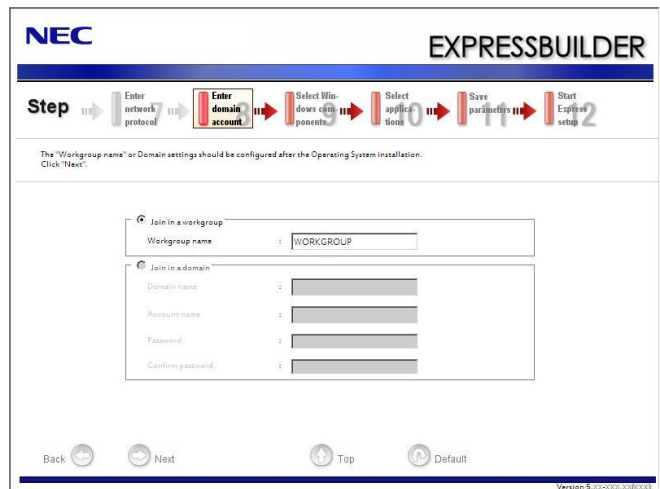 NEC
EXPRESSBUILDER
Step
Enter
network
protocol
7
Enter
domain
account
8
Select Win-
dows com-
ponents
9
Select
applica-
tions
10
Save
parameters
11
Start
Express
setup
12
The "Workgroup name" or Domain settings should be configured after the Operating System installation.
Click "Next".
Join in a workgroup
Workgroup name : WORKGROUP
Join in a domain
Domain name :
Account name :
Password :
Confirm password :
Back
Next
Top
Default